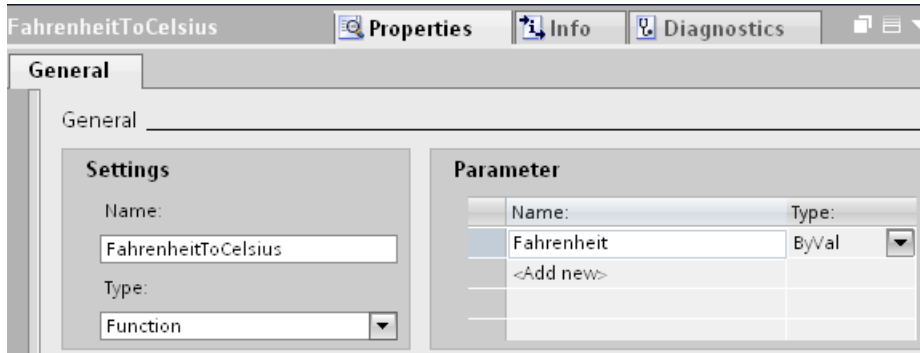 FahrenheitToCelsius Properties Info Diagnostics
General
General
Settings
Name:
FahrenheitToCelsius
Type:
Function
Parameter
Name: Type:
Fahrenheit ByVal
<Add new>